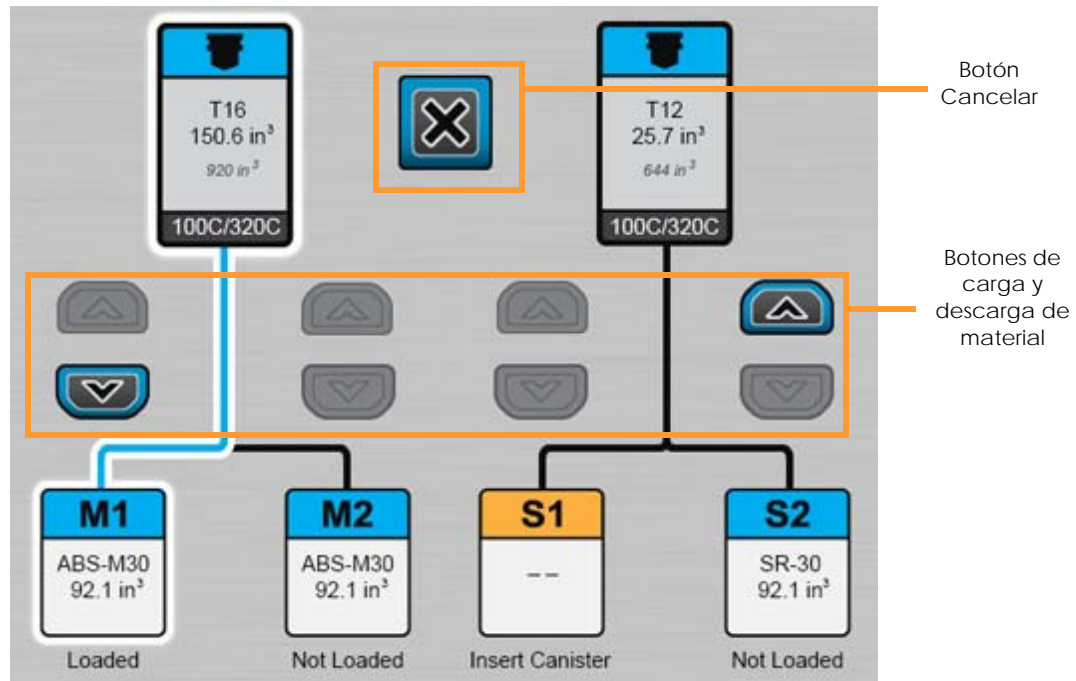 T16
150.6 in³
920 in³
100C/320C
T12
25.7 in³
644 in³
100C/320C
Botón
Cancelar
Botones de
carga y
descarga de
material
M1
ABS-M30
92.1 in³
Loaded
M2
ABS-M30
92.1 in³
Not Loaded
S1
--
Insert Canister
S2
SR-30
92.1 in³
Not Loaded